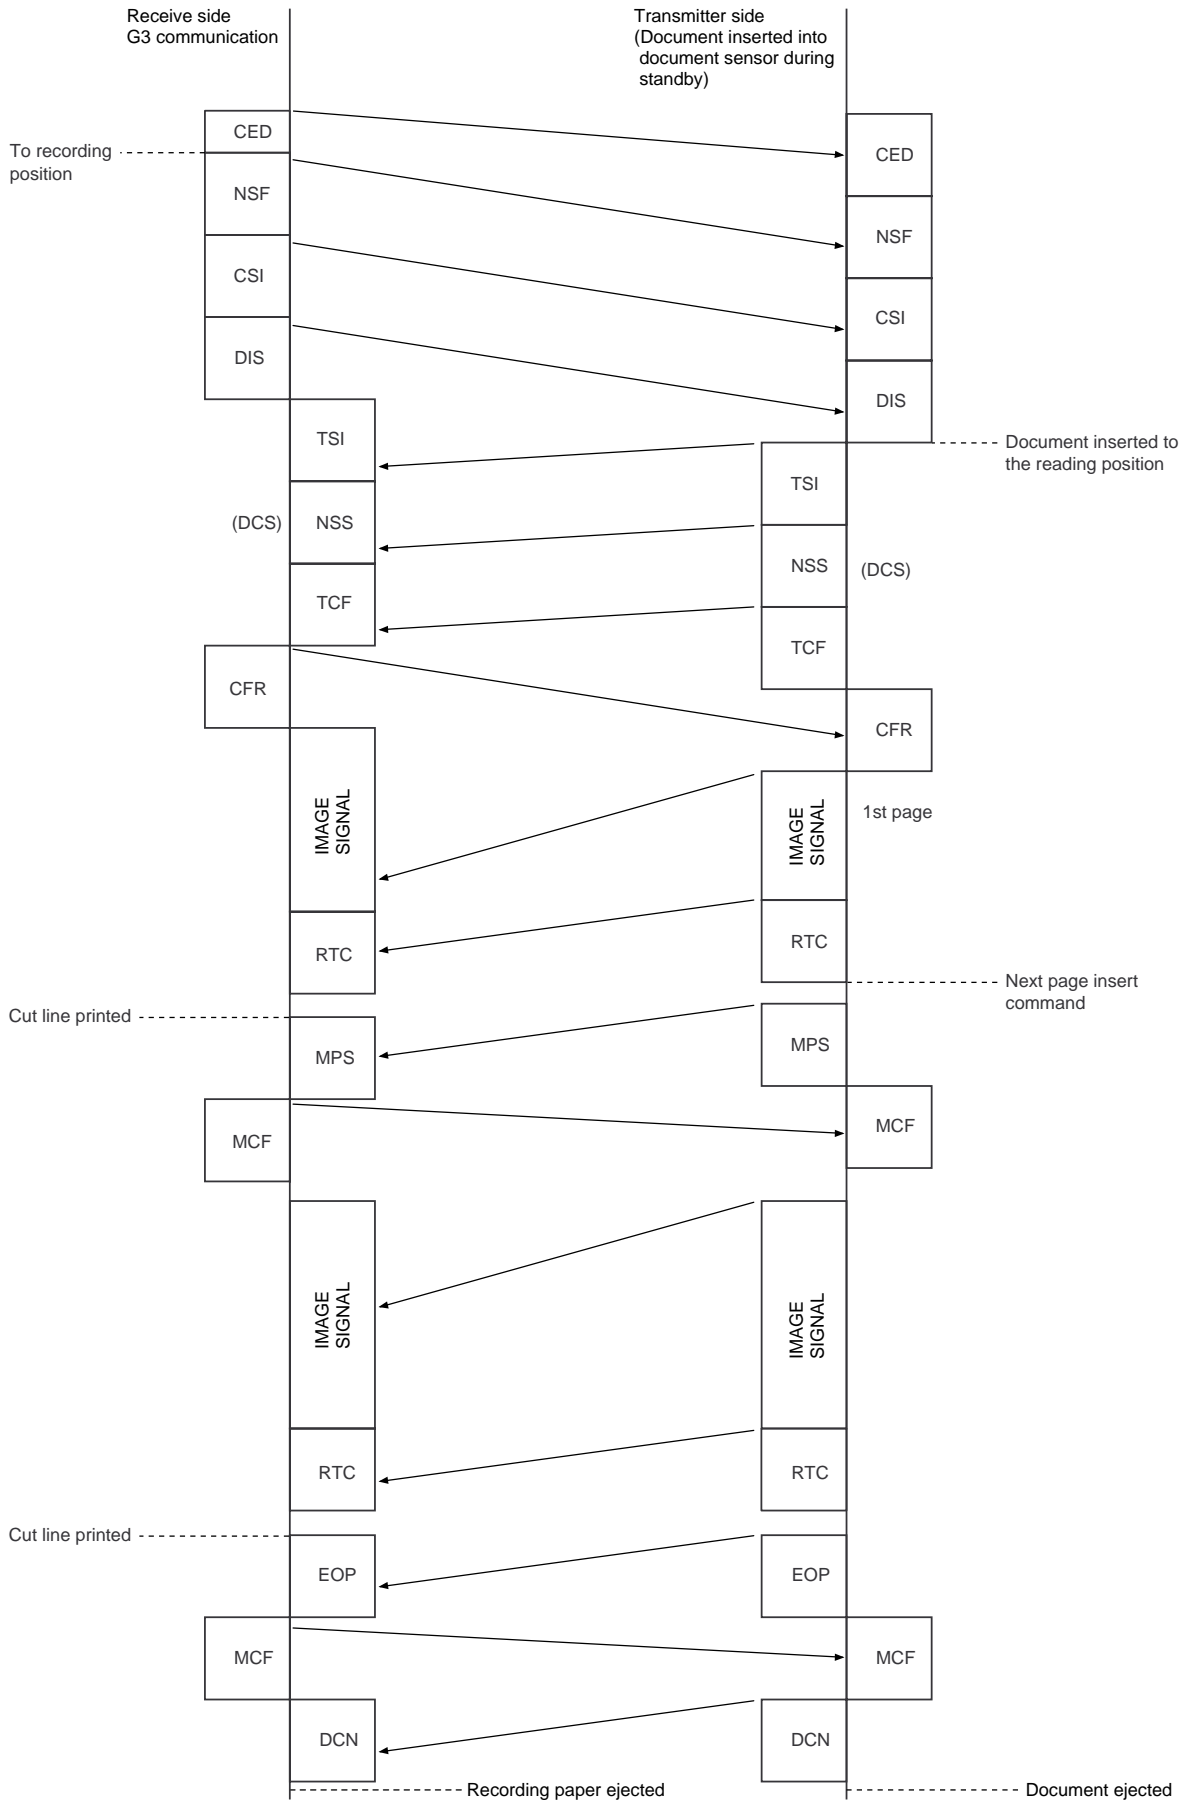 Receive side
G3 communication
Transmitter side
(Document inserted into
document sensor during
standby)
CED
CED
To recording
position
NSF
NSF
CSI
CSI
DIS
DIS
TSI
Document inserted to
the reading position
TSI
(DCS)
NSS
NSS
(DCS)
TCF
TCF
CFR
CFR
IMAGE
SIGNAL
IMAGE
SIGNAL
1st page
RTC
RTC
Next page insert
command
Cut line printed
MPS
MPS
MCF
MCF
IMAGE
SIGNAL
IMAGE
SIGNAL
RTC
RTC
Cut line printed
EOP
EOP
MCF
MCF
DCN
DCN
Recording paper ejected
Document ejected